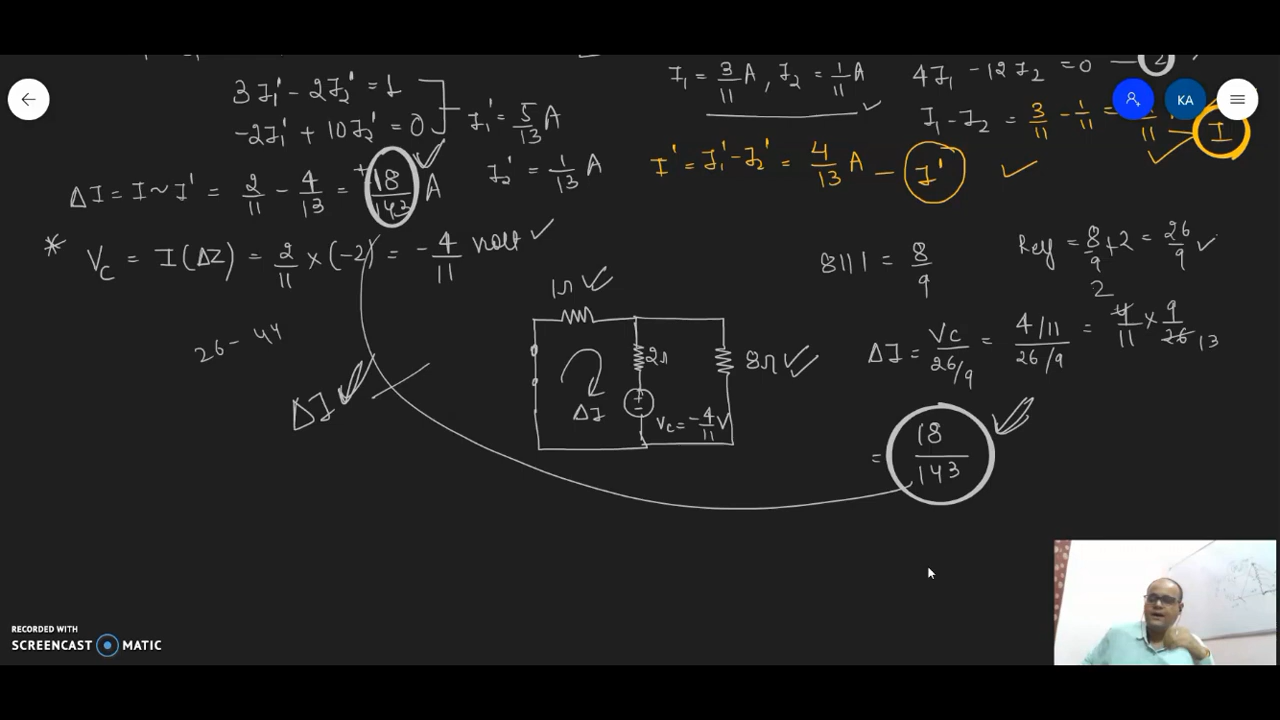 3I₁' - 2I₂' = 1
-2I₁' + 10I₂' = 0
I₁' = 5/13 A
I₂' = 1/13 A
ΔI = I ~ I' = 2/11 - 4/13 = +18/143 A
* V_C = I(ΔZ) = 2/11 × (-2) = -4/11 volt
26 - 44
ΔI
I₁ = 3/11 A, I₂ = 1/11 A
4I₁ - 12I₂ = 0 — 2
I₁ - I₂ = 3/11 - 1/11 =
11
I
I' = I₁' - I₂' = 4/13 A — I'
KA
8||1 = 8/9
Req = 8/9 + 2 = 26/9
1Ω
2Ω
8Ω
ΔI
+
-
V_C = -4/11 V
ΔI = V_C / 26/9 = 4/11 / 26/9 = 4/11 × 9/26
2
13
= 18/143
RECORDED WITH
SCREENCAST MATIC